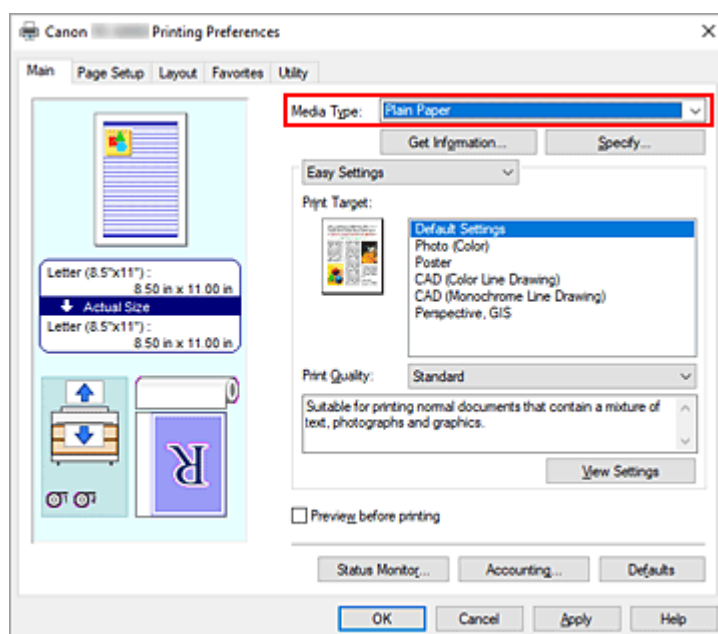 Canon Printing Preferences
Main Page Setup Layout Favorites Utility
Media Type: Plain Paper
Get Information... Specify...
Easy Settings
Print Target:
Default Settings
Photo (Color)
Poster
CAD (Color Line Drawing)
CAD (Monochrome Line Drawing)
Perspective, GIS
Letter (8.5"x11") :
8.50 in x 11.00 in
Actual Size
Letter (8.5"x11") :
8.50 in x 11.00 in
R
Print Quality: Standard
Suitable for printing normal documents that contain a mixture of
text, photographs and graphics.
View Settings
Preview before printing
Status Monitor... Accounting... Defaults
OK Cancel Apply Help